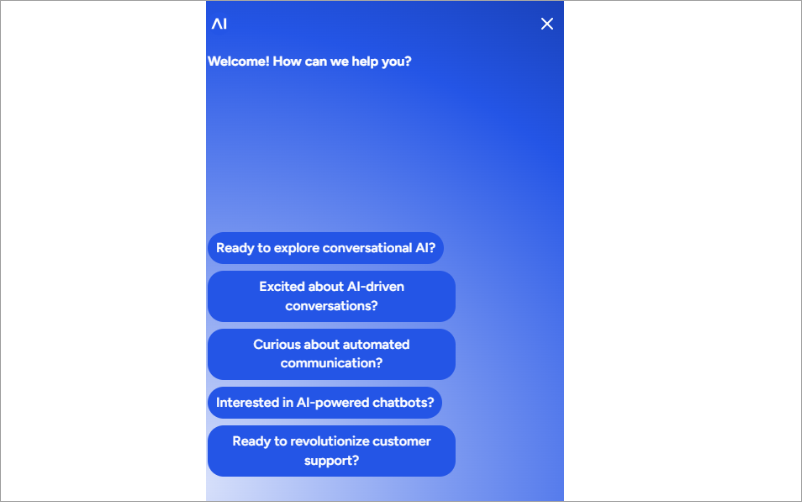 AI
Welcome! How can we help you?
Ready to explore conversational AI?
Excited about AI-driven
conversations?
Curious about automated
communication?
Interested in AI-powered chatbots?
Ready to revolutionize customer
support?